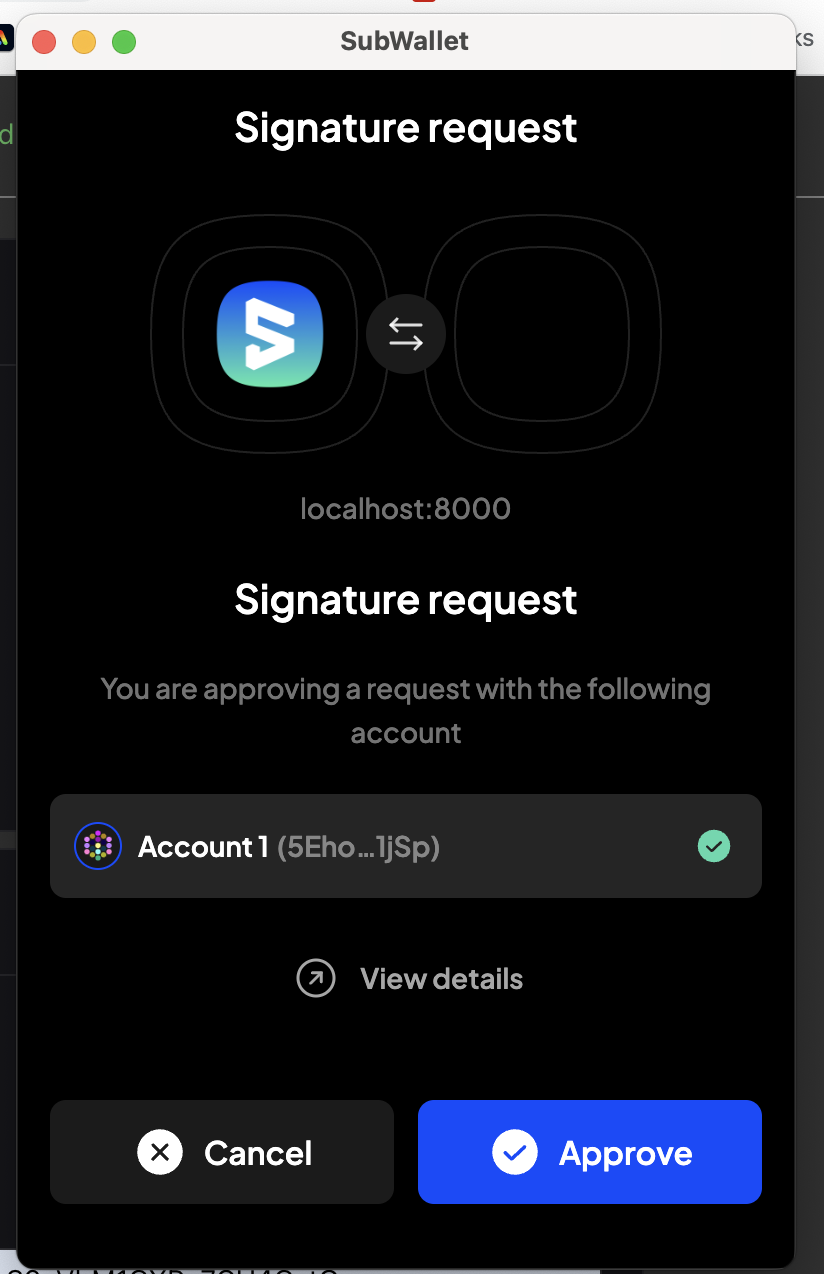 SubWallet
ks
d
Signature request
localhost:8000
Signature request
You are approving a request with the following
account
Account 1 (5Eho...1jSp)
View details
Cancel
Approve